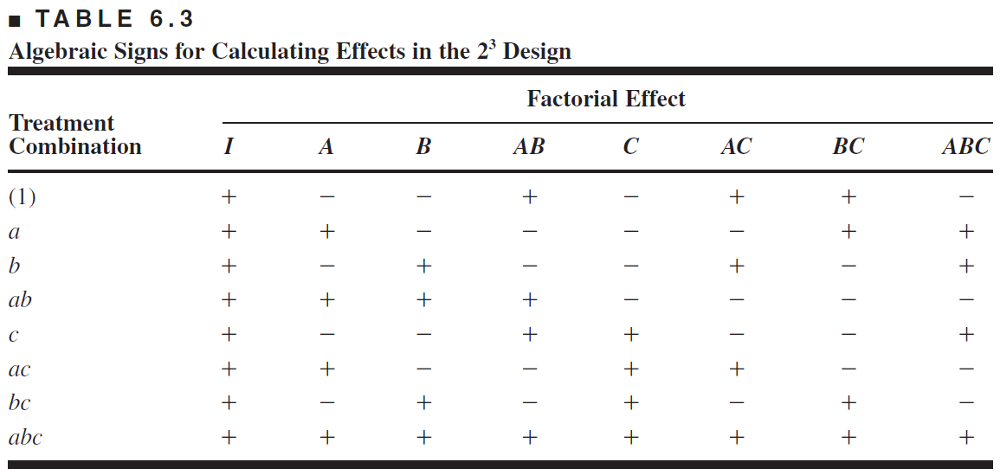 ■ TABLE 6.3
Algebraic Signs for Calculating Effects in the 2³ Design
Factorial Effect
Treatment
Combination I A B AB C AC BC ABC
(1) + − − + − + + −
a + + − − − − + +
b + − + − − + − +
ab + + + + − − − −
c + − − + + − − +
ac + + − − + + − −
bc + − + − + − + −
abc + + + + + + + +